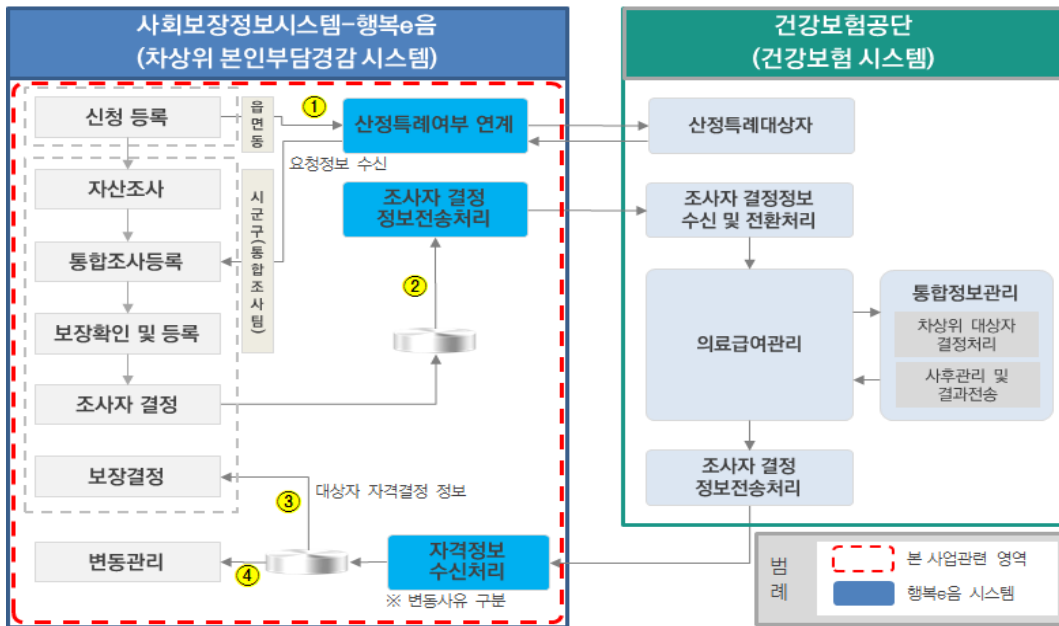 사회보장정보시스템-행복e음
(차상위 본인부담경감 시스템)
건강보험공단
(건강보험 시스템)
신청 등록
읍면동
①
산정특례여부 연계
산정특례대상자
요청정보 수신
자산조사
시군구(통합조사팀)
조사자 결정
정보전송처리
조사자 결정정보
수신 및 전환처리
통합조사등록
②
통합정보관리
차상위 대상자
결정처리
보장확인 및 등록
의료급여관리
사후관리 및
결과전송
조사자 결정
보장결정
③
대상자 자격결정 정보
조사자 결정
정보전송처리
변동관리
④
자격정보
수신처리
※ 변동사유 구분
범례
본 사업관련 영역
행복e음 시스템